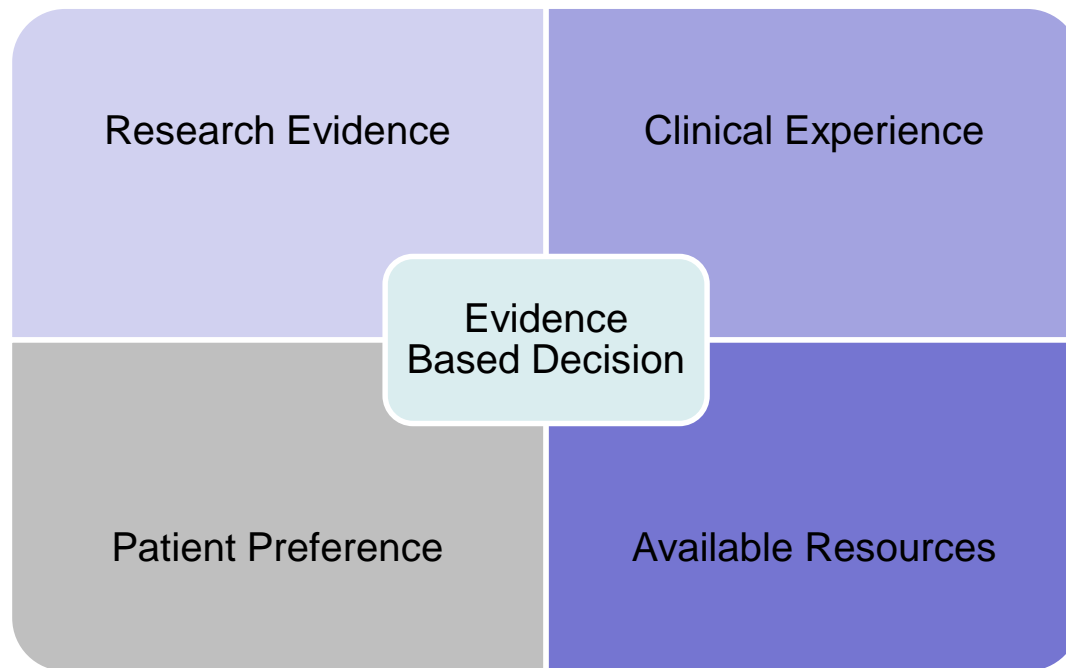 Research Evidence
Clinical Experience
Evidence
Based Decision
Patient Preference
Available Resources